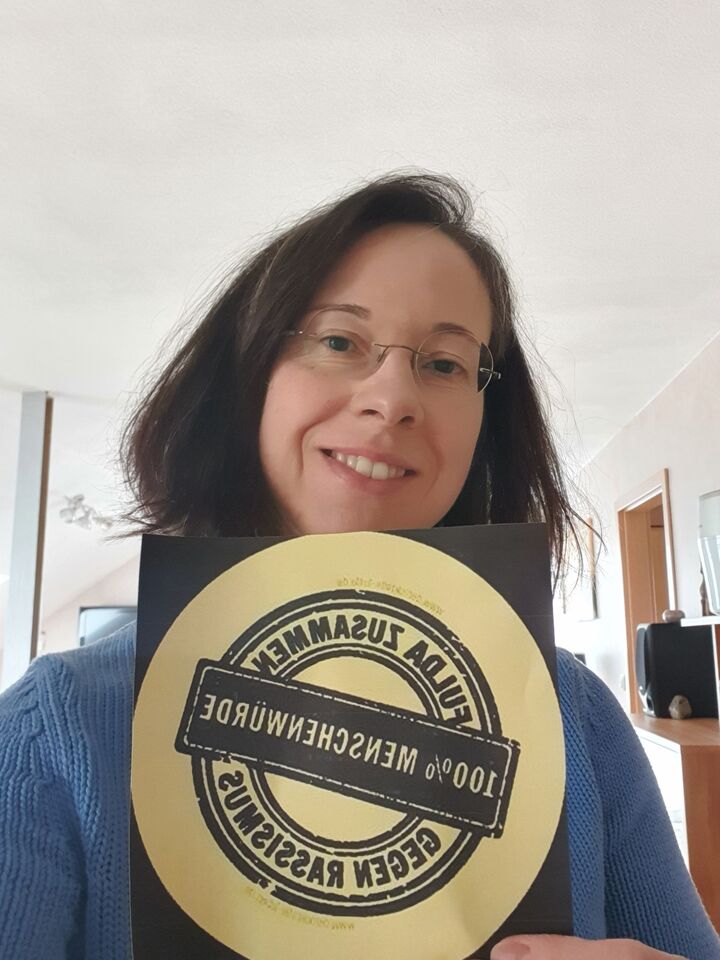 FULDA ZUSAMMEN
100% MENSCHENWÜRDE
GEGEN RASSISMUS